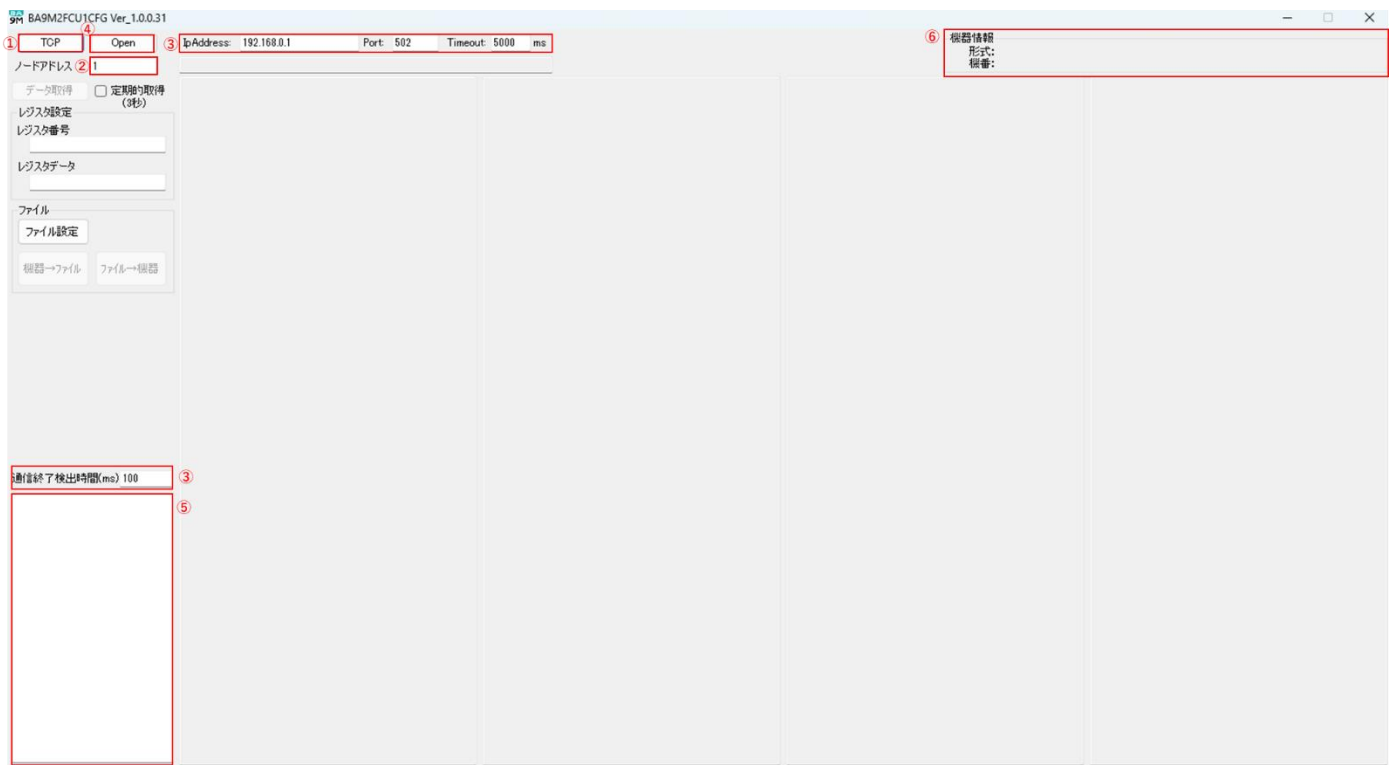 BA9M BA9M2FCU1CFG Ver_1.0.0.31
④
① TCP Open ③ IpAddress: 192.168.0.1 Port: 502 Timeout: 5000 ms
⑥ 機器情報
形式:
機番:
ノードアドレス ② 1
データ取得 定期的取得
(3秒)
レジスタ設定
レジスタ番号
レジスタデータ
ファイル
ファイル設定
機器→ファイル ファイル→機器
通信終了検出時間(ms) 100 ③
⑤